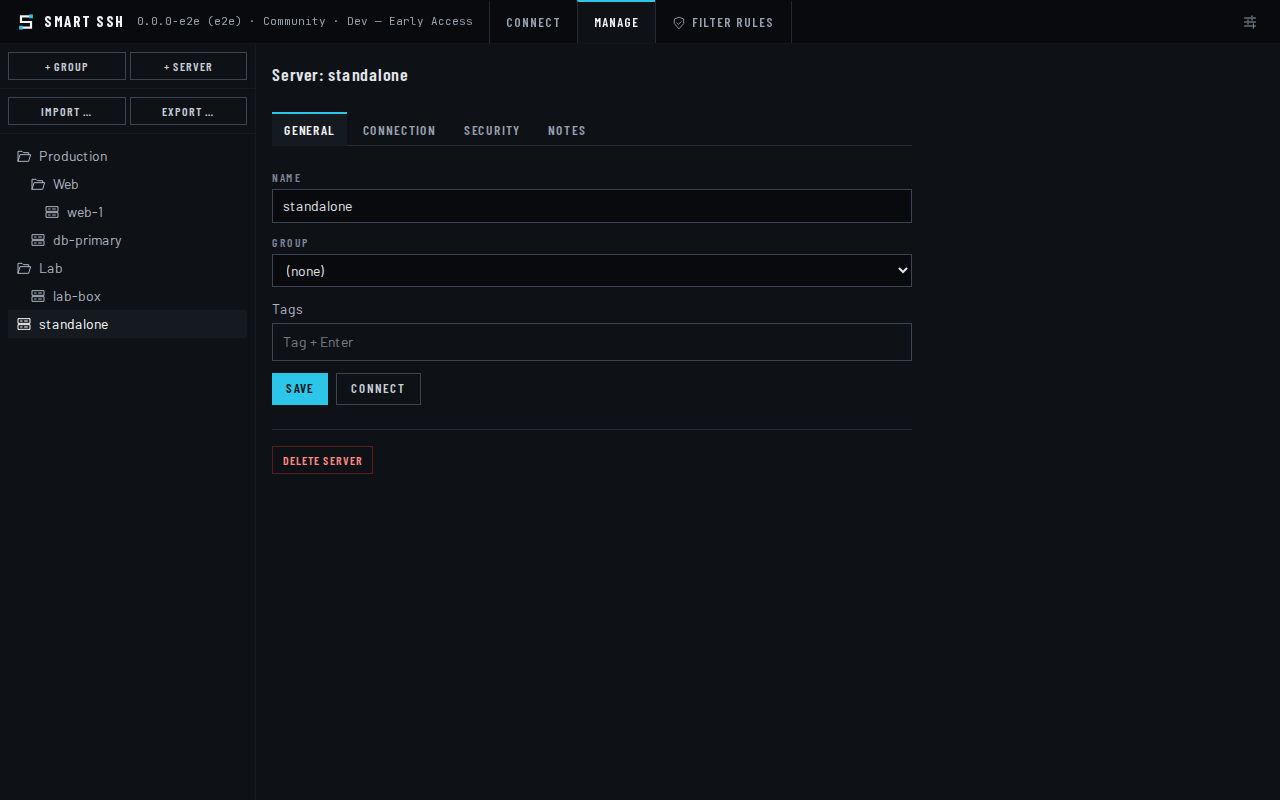 SMART SSH 0.0.0-e2e (e2e) · Community · Dev — Early Access CONNECT MANAGE FILTER RULES
+ GROUP + SERVER
IMPORT ... EXPORT ...
Production
Web
web-1
db-primary
Lab
lab-box
standalone
Server: standalone
GENERAL CONNECTION SECURITY NOTES
NAME
standalone
GROUP
(none)
Tags
Tag + Enter
SAVE CONNECT
DELETE SERVER